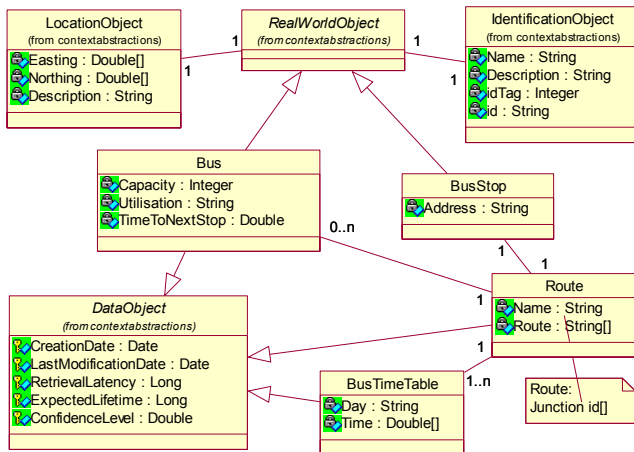 LocationObject
(from contextabstractions)
Easting : Double[]
Northing : Double[]
Description : String
1
1
RealWorldObject
(from contextabstractions)
1
1
IdentificationObject
(from contextabstractions)
Name : String
Description : String
idTag : Integer
id : String
Bus
Capacity : Integer
Utilisation : String
TimeToNextStop : Double
0..n
1
BusStop
Address : String
1
1
Route
Name : String
Route : String[]
1
1..n
DataObject
(from contextabstractions)
CreationDate : Date
LastModificationDate : Date
RetrievalLatency : Long
ExpectedLifetime : Long
ConfidenceLevel : Double
BusTimeTable
Day : String
Time : Double[]
Route:
Junction id[]